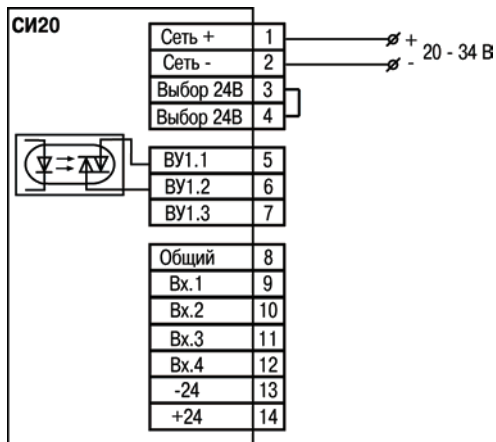 СИ20
Сеть + 1
Сеть - 2
Выбор 24В 3
Выбор 24В 4
+
- 20 - 34 В
ВУ1.1 5
ВУ1.2 6
ВУ1.3 7
Общий 8
Вх.1 9
Вх.2 10
Вх.3 11
Вх.4 12
-24 13
+24 14